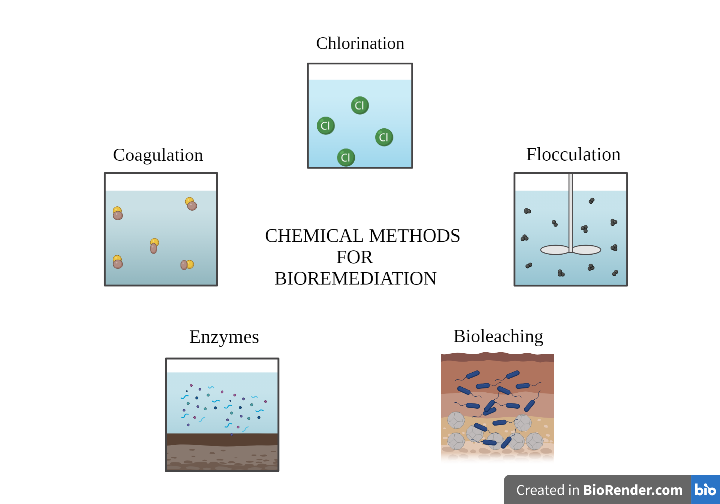 Chlorination
Cl
Cl
Cl
Cl
Coagulation
Flocculation
CHEMICAL METHODS
FOR
BIOREMEDIATION
Enzymes
Bioleaching
Created in BioRender.com bio